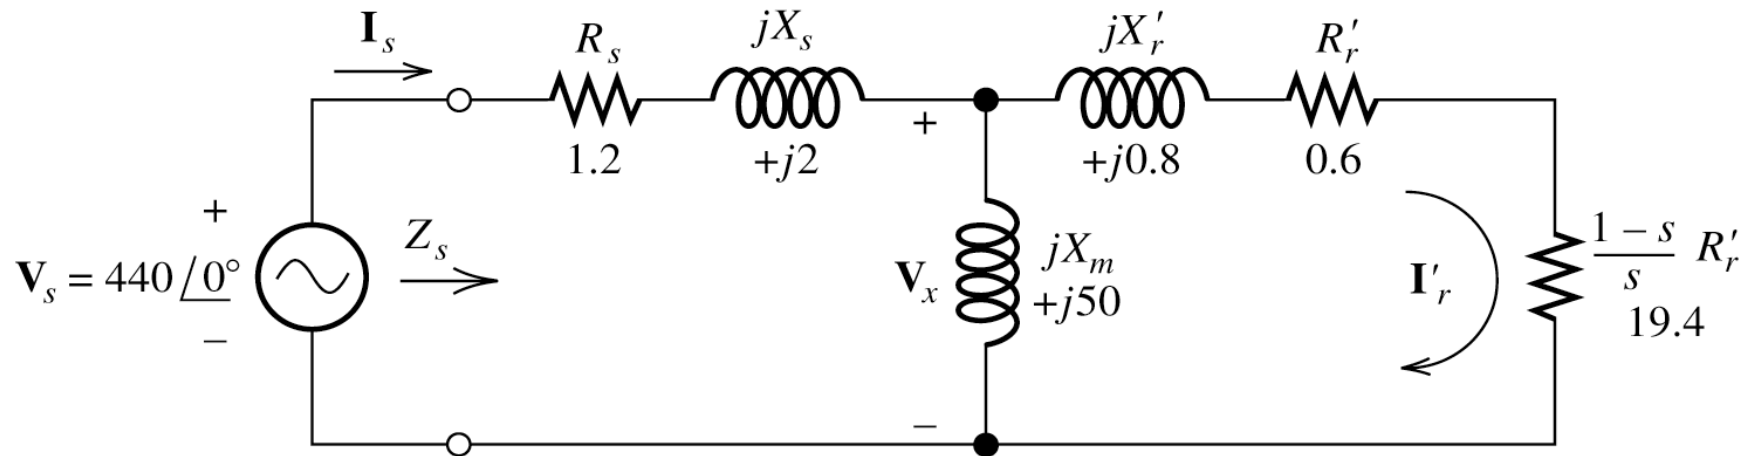 I_s
R_s
jX_s
jX′_r
R′_r
+
1.2
+j2
+j0.8
0.6
+
Z_s
V_s = 440 /0°
V_x
jX_m
+j50
I′_r
1 − s
s
R′_r
19.4
−
−